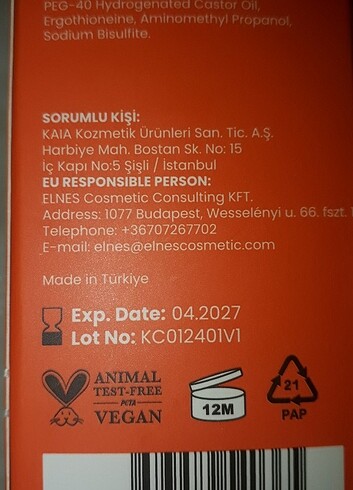 PEG-40 Hydrogenated Castor Oil,
Ergothioneine, Aminomethyl Propanol,
Sodium Bisulfite.
SORUMLU KİŞİ:
KAIA Kozmetik Ürünleri San. Tic. A.Ş.
Harbiye Mah. Bostan Sk. No: 15
İç Kapı No:5 Şişli / İstanbul
EU RESPONSIBLE PERSON:
ELNES Cosmetic Consulting KFT.
Address: 1077 Budapest, Wesselényi u. 66. fszt.
Telephone: +36707267702
E-mail: elnes@elnescosmetic.com
Made in Türkiye
Exp. Date: 04.2027
Lot No: KC012401V1
ANIMAL
TEST-FREE
PETA
VEGAN
12M
21
PAP